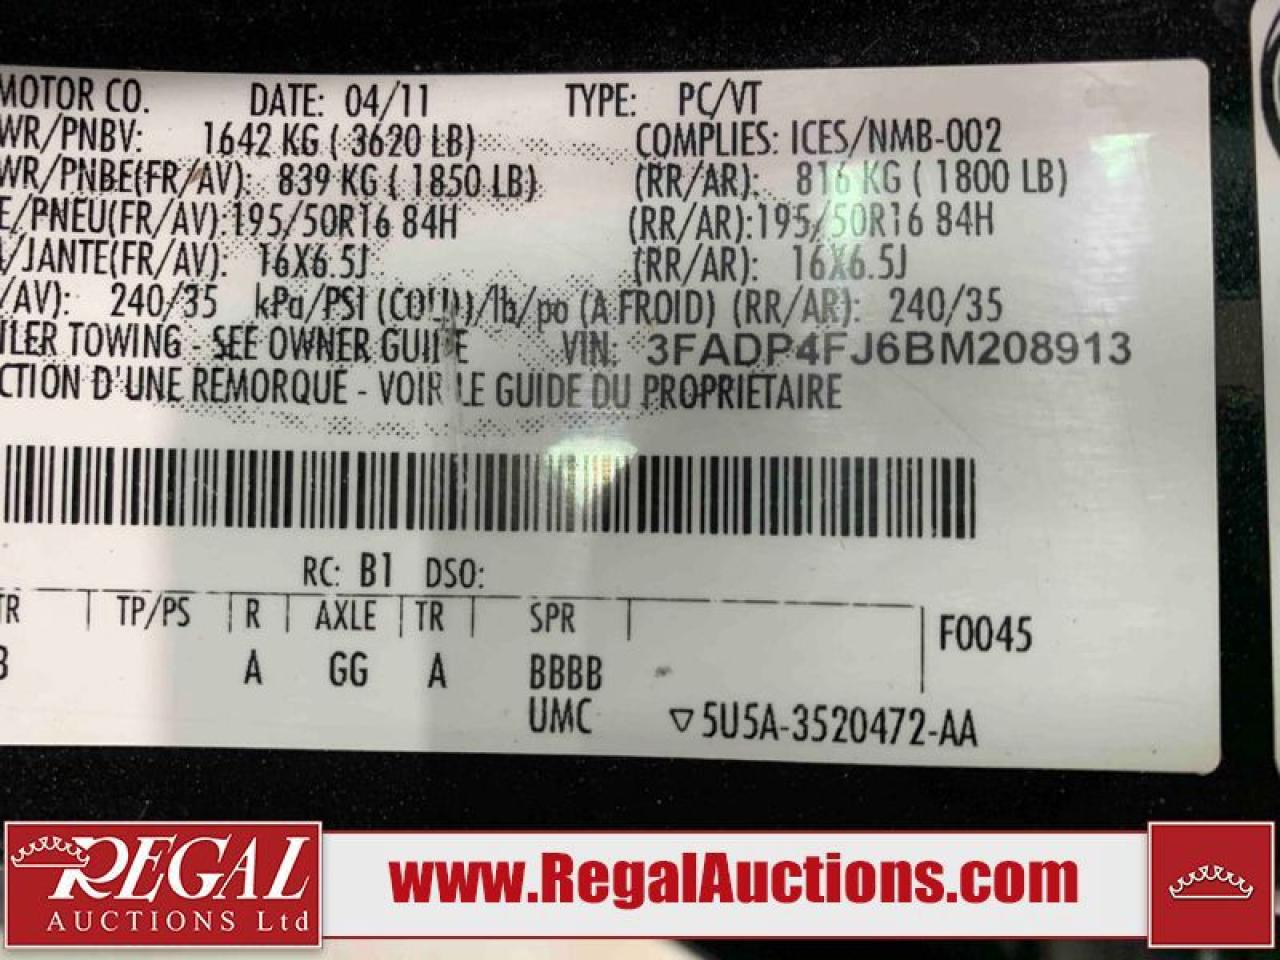 MOTOR CO. DATE: 04/11 TYPE: PC/VT
WR/PNBV: 1642 KG ( 3620 LB) COMPLIES: ICES/NMB-002
WR/PNBE(FR/AV): 839 KG ( 1850 LB) (RR/AR): 816 KG ( 1800 LB)
E/PNEU(FR/AV): 195/50R16 84H (RR/AR): 195/50R16 84H
/JANTE(FR/AV): 16X6.5J (RR/AR): 16X6.5J
/AV): 240/35 kPa/PSI (COLD)/lb/po (A FROID) (RR/AR): 240/35
ILER TOWING - SEE OWNER GUIDE VIN: 3FADP4FJ6BM208913
CTION D'UNE REMORQUE - VOIR LE GUIDE DU PROPRIETAIRE
RC: B1 DSO:
TR TP/PS R AXLE TR SPR F0045
A GG A BBBB
UMC ▽5U5A-3520472-AA
REGAL
AUCTIONS Ltd
www.RegalAuctions.com